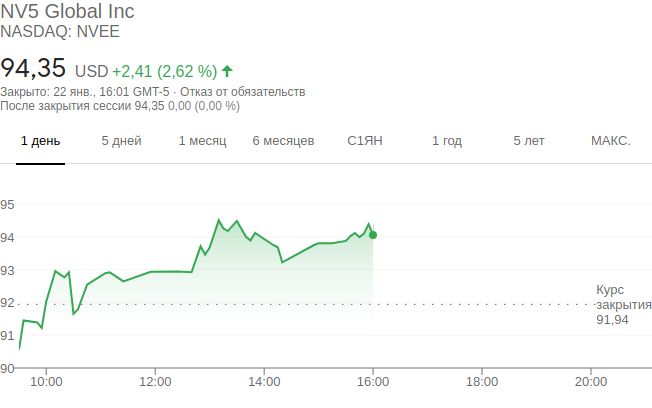 NV5 Global Inc
NASDAQ: NVEE
94,35 USD +2,41 (2,62 %)
Закрыто: 22 янв., 16:01 GMT-5 · Отказ от обязательств
После закрытия сессии 94,35 0,00 (0,00 %)
1 день 5 дней 1 месяц 6 месяцев С1ЯН 1 год 5 лет МАКС.
95
94
93
Курс
92 закрытия
91,94
91
90
10:00 12:00 14:00 16:00 18:00 20:00